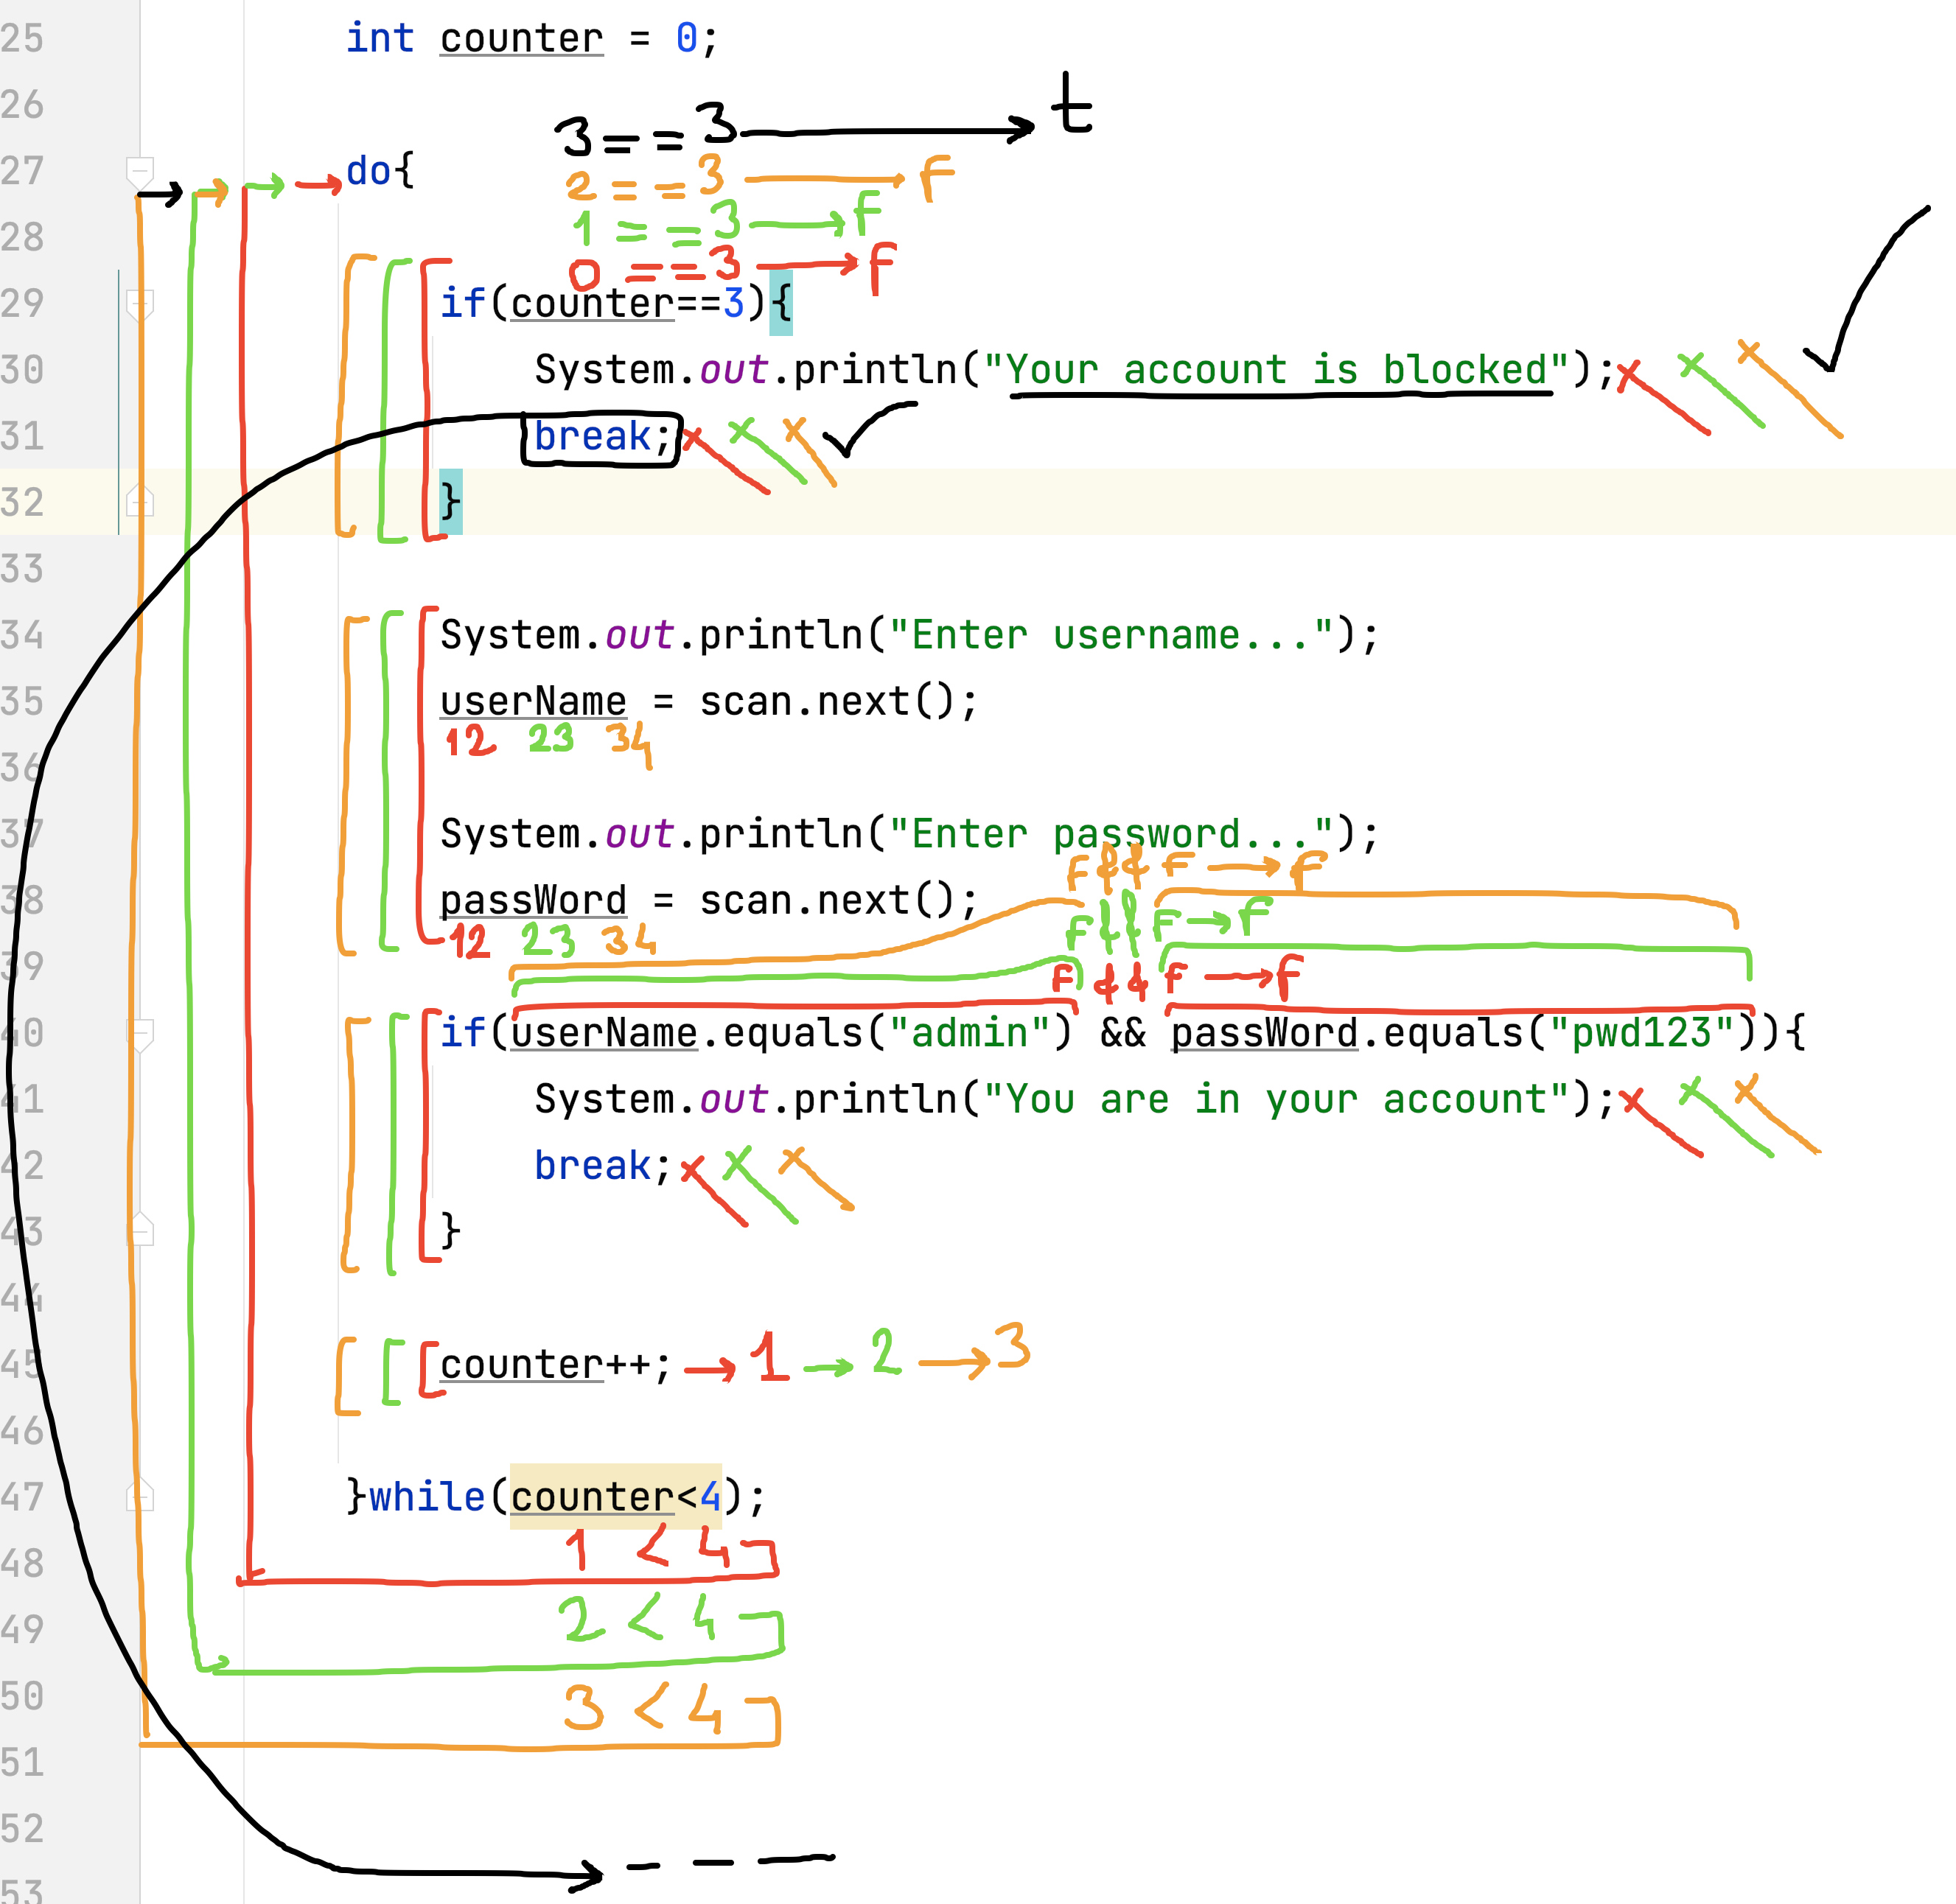 25 int counter = 0;
26
3 == 3 → t
27 do{
2 == 3 → f
28 1 == 3 → f
0 == 3 → f
29 if(counter==3){
30 System.out.println("Your account is blocked");
31 break;
32 }
33
34 System.out.println("Enter username...");
35 userName = scan.next();
12 23 34
36
37 System.out.println("Enter password...");
F && F → F
38 passWord = scan.next();
F && F → F
12 23 34
39
F && F → F
40 if(userName.equals("admin") && passWord.equals("pwd123")){
41 System.out.println("You are in your account");
42 break;
43 }
44
45 counter++; → 1 → 2 → 3
46
47 }while(counter<4);
48 1 < 4
49 2 < 4
50 3 < 4
51
52
53